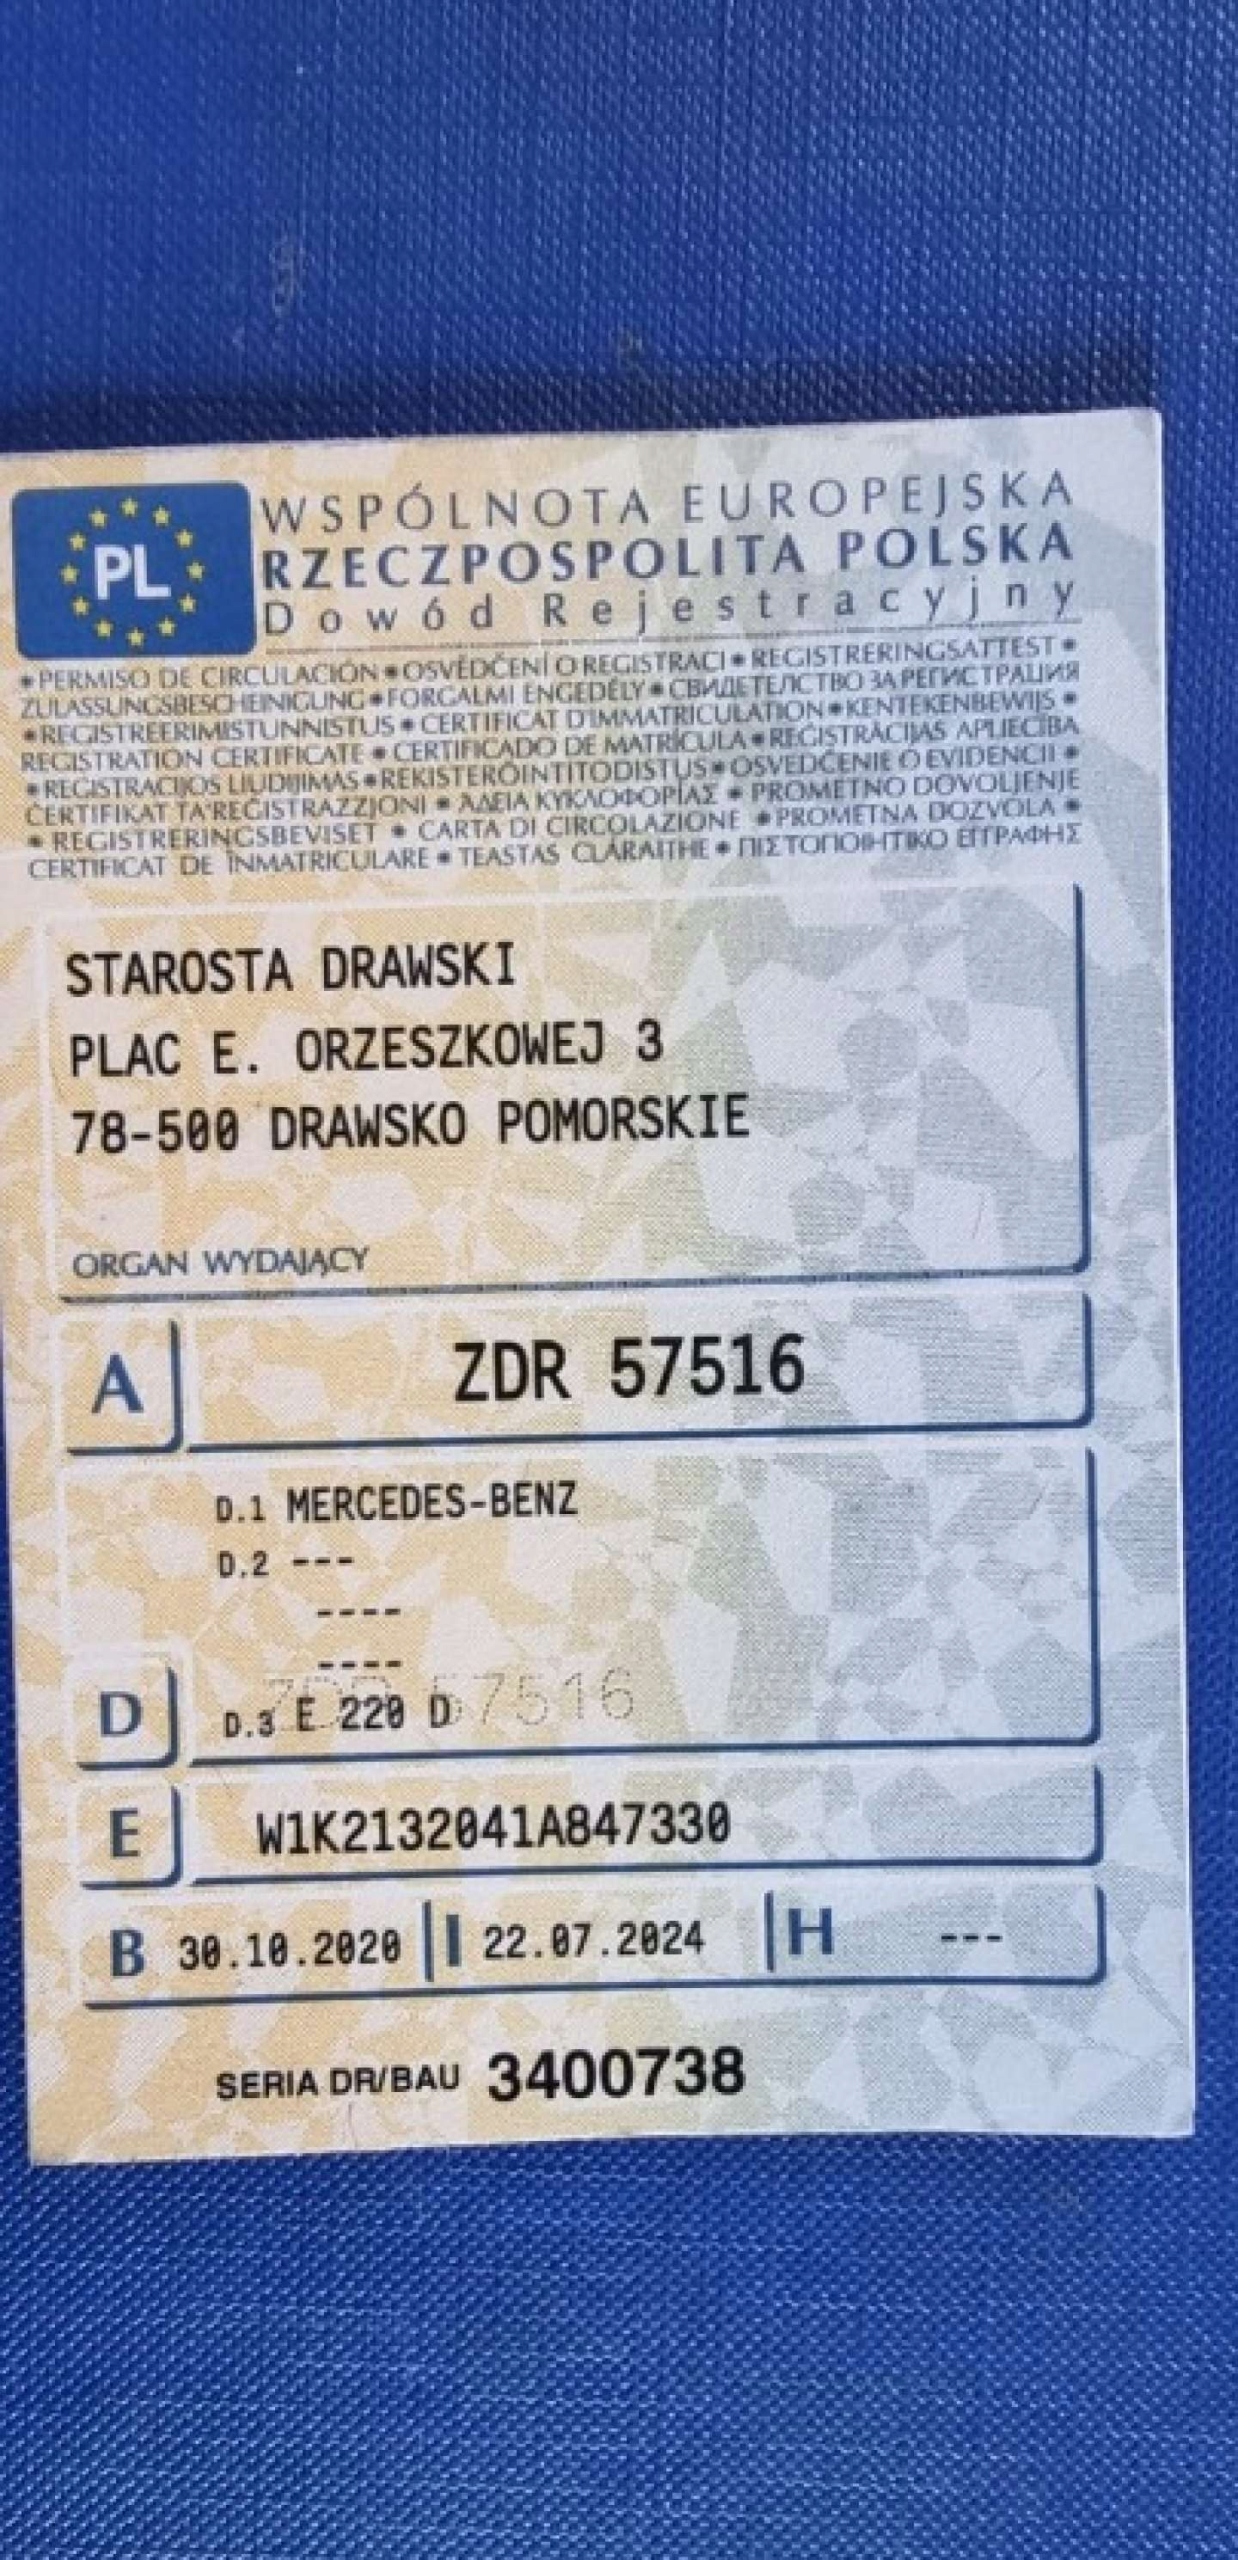 PL
WSPÓLNOTA EUROPEJSKA
RZECZPOSPOLITA POLSKA
Dowód Rejestracyjny
• PERMISO DE CIRCULACIÓN • OSVĚDČENÍ O REGISTRACI • REGISTRERINGSATTEST •
ZULASSUNGSBESCHEINIGUNG • FORGALMI ENGEDÉLY • СВИДЕТЕЛСТВО ЗА РЕГИСТРАЦИЯ
• REGISTREERIMISTUNNISTUS • CERTIFICAT D'IMMATRICULATION • KENTEKENBEWIJS •
REGISTRATION CERTIFICATE • CERTIFICADO DE MATRÍCULA • REĢISTRĀCIJAS APLIECĪBA
• REGISTRACIJOS LIUDIJIMAS • REKISTERÖINTITODISTUS • OSVEDČENIE O EVIDENCII •
ĊERTIFIKAT TA'REĠISTRAZZJONI • ΆΔΕΙΑ ΚΥΚΛΟΦΟΡΊΑΣ • PROMETNO DOVOLJENJE
• REGISTRERINGSBEVISET • CARTA DI CIRCOLAZIONE • PROMETNA DOZVOLA •
CERTIFICAT DE ÎNMATRICULARE • TEASTAS CLÁRAITHE • ΠΙΣΤΟΠΟΙΗΤΙΚΟ ΕΓΓΡΑΦΗΣ
STAROSTA DRAWSKI
PLAC E. ORZESZKOWEJ 3
78-500 DRAWSKO POMORSKIE
ORGAN WYDAJĄCY
A ZDR 57516
D.1 MERCEDES-BENZ
D.2 ---
----
----
ZDR 57516
D D.3 E 220 D
E W1K2132041A847330
B 30.10.2020 I 22.07.2024 H ---
SERIA DR/BAU 3400738